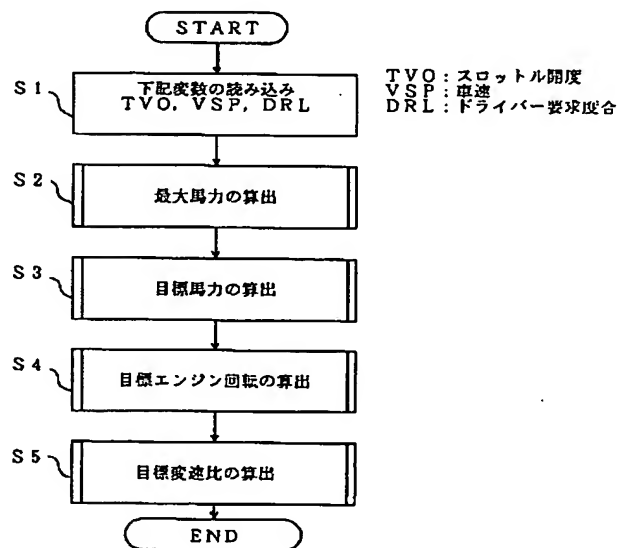 START
S1
下記変数の読み込み
TVO, VSP, DRL
TVO:スロットル開度
VSP:車速
DRL:ドライバー要求度合
S2
最大馬力の算出
S3
目標馬力の算出
S4
目標エンジン回転の算出
S5
目標変速比の算出
END